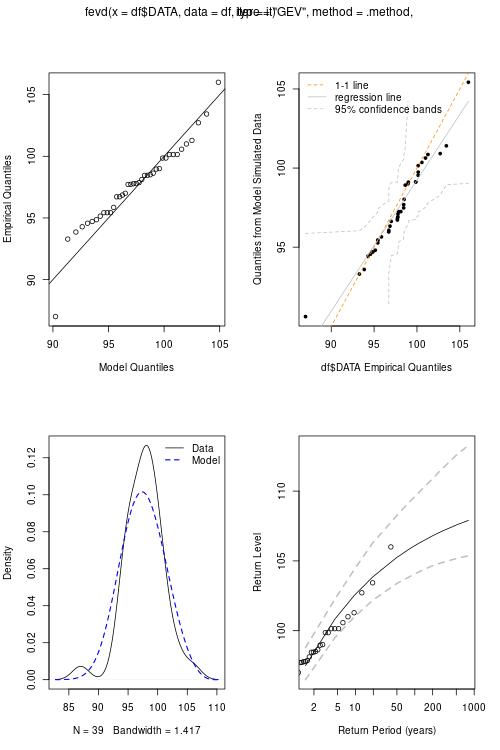 fevd(x = df$DATA, data = df, type = "GEV", method = .method,
Empirical Quantiles
105
100
95
90
90
95
100
105
Model Quantiles
Quantiles from Model Simulated Data
105
100
95
1-1 line
regression line
95% confidence bands
90
95
100
105
df$DATA Empirical Quantiles
Density
0.12
0.10
0.08
0.06
0.04
0.02
0.00
Data
Model
85
90
95
100
105
110
N = 39 Bandwidth = 1.417
Return Level
110
105
100
2
5
10
50
200
1000
Return Period (years)